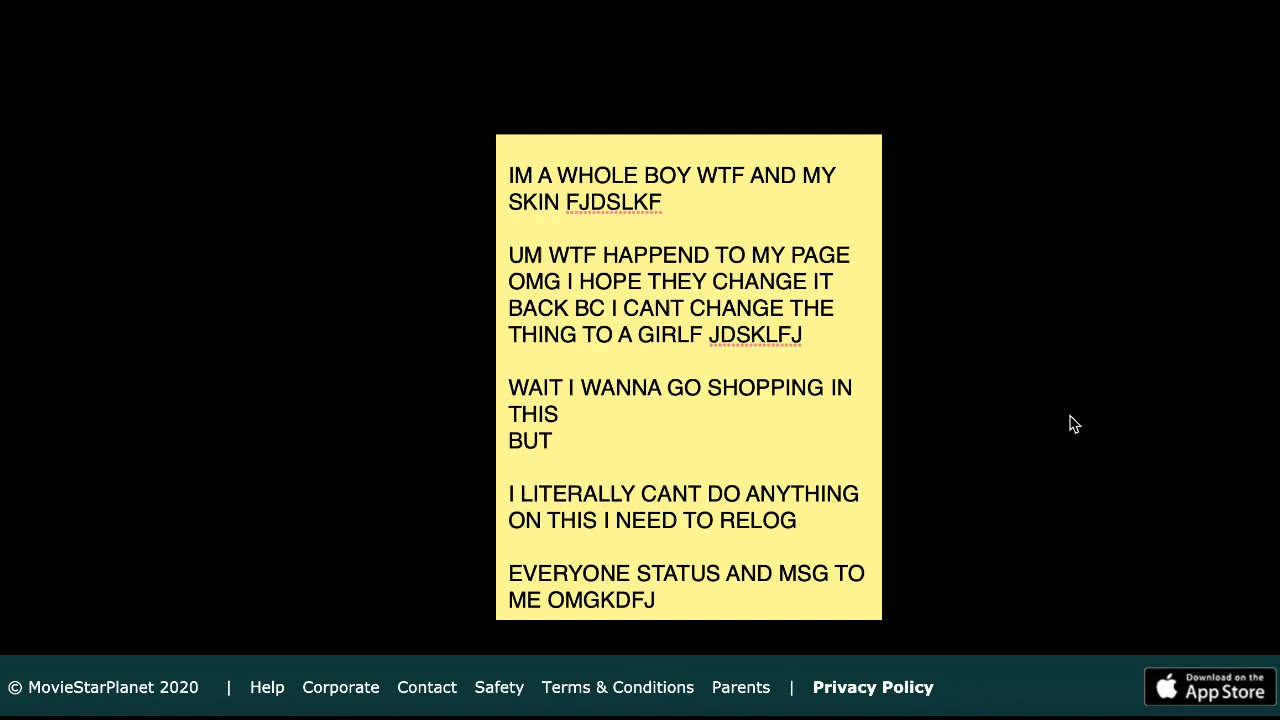 IM A WHOLE BOY WTF AND MY
SKIN FJDSLKF
UM WTF HAPPEND TO MY PAGE
OMG I HOPE THEY CHANGE IT
BACK BC I CANT CHANGE THE
THING TO A GIRLF JDSKLFJ
WAIT I WANNA GO SHOPPING IN
THIS
BUT
I LITERALLY CANT DO ANYTHING
ON THIS I NEED TO RELOG
EVERYONE STATUS AND MSG TO
ME OMGKDFJ
© MovieStarPlanet 2020 | Help Corporate Contact Safety Terms & Conditions Parents | Privacy Policy
Download on the
App Store